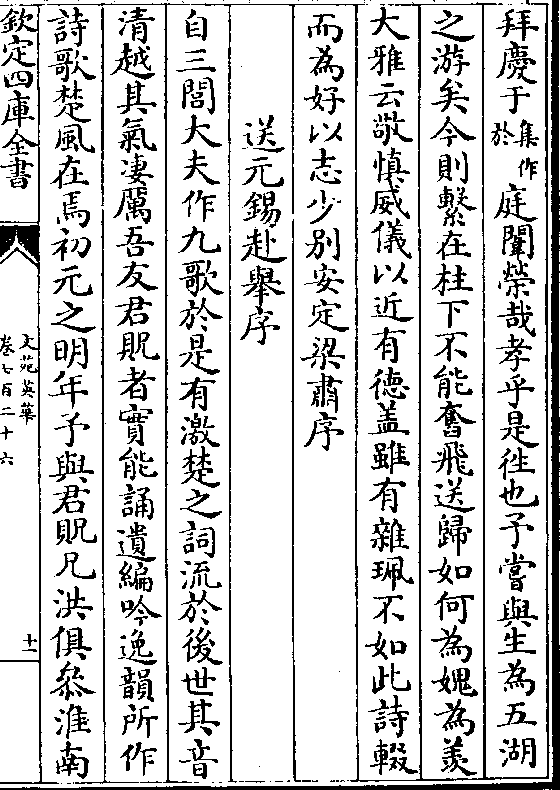 拜慶于集作於庭闈榮哉孝乎是徃也予嘗與生為五湖
之游矣今則繫在柱下不能奮飛送歸如何為媿為羨
大雅云敬慎威儀以近有德蓋雖有雜珮不如此詩輟
而為好以志少別安定梁肅序
送元錫赴舉序
自三閭大夫作九歌於是有激楚之詞流於後世其音
清越其氣凄厲吾友君貺者實能誦遺編吟逸韻所作
詩歌楚風在焉初元之明年予與君貺兄洪俱叅淮南
欽定四庫全書
文苑英華
卷七百二十六
十一